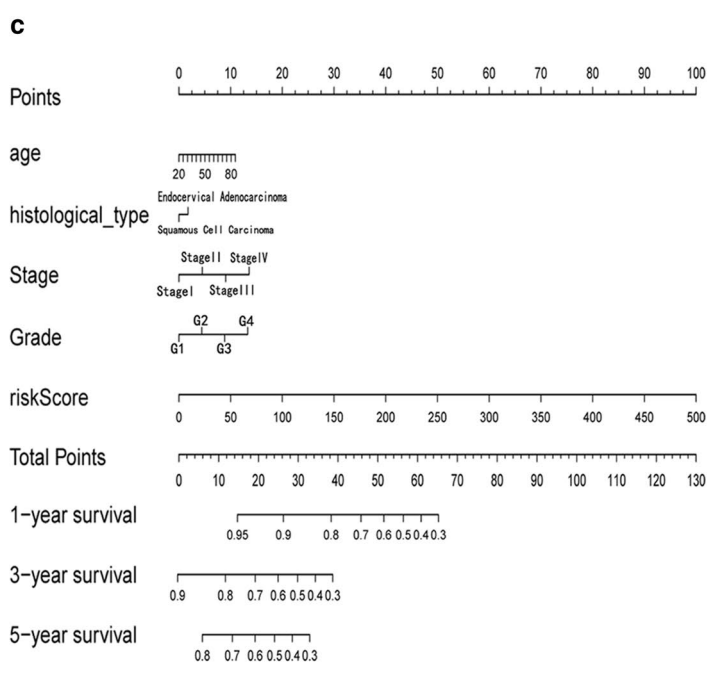 c
0 10 20 30 40 50 60 70 80 90 100
Points
age
20 50 80
Endocervical Adenocarcinoma
histological_type
Squamous Cell Carcinoma
StageII StageIV
Stage
StageI StageIII
G2 G4
Grade
G1 G3
riskScore
0 50 100 150 200 250 300 350 400 450 500
Total Points
0 10 20 30 40 50 60 70 80 90 100 110 120 130
1−year survival
0.95 0.9 0.8 0.7 0.6 0.5 0.4 0.3
3−year survival
0.9 0.8 0.7 0.6 0.5 0.4 0.3
5−year survival
0.8 0.7 0.6 0.5 0.4 0.3